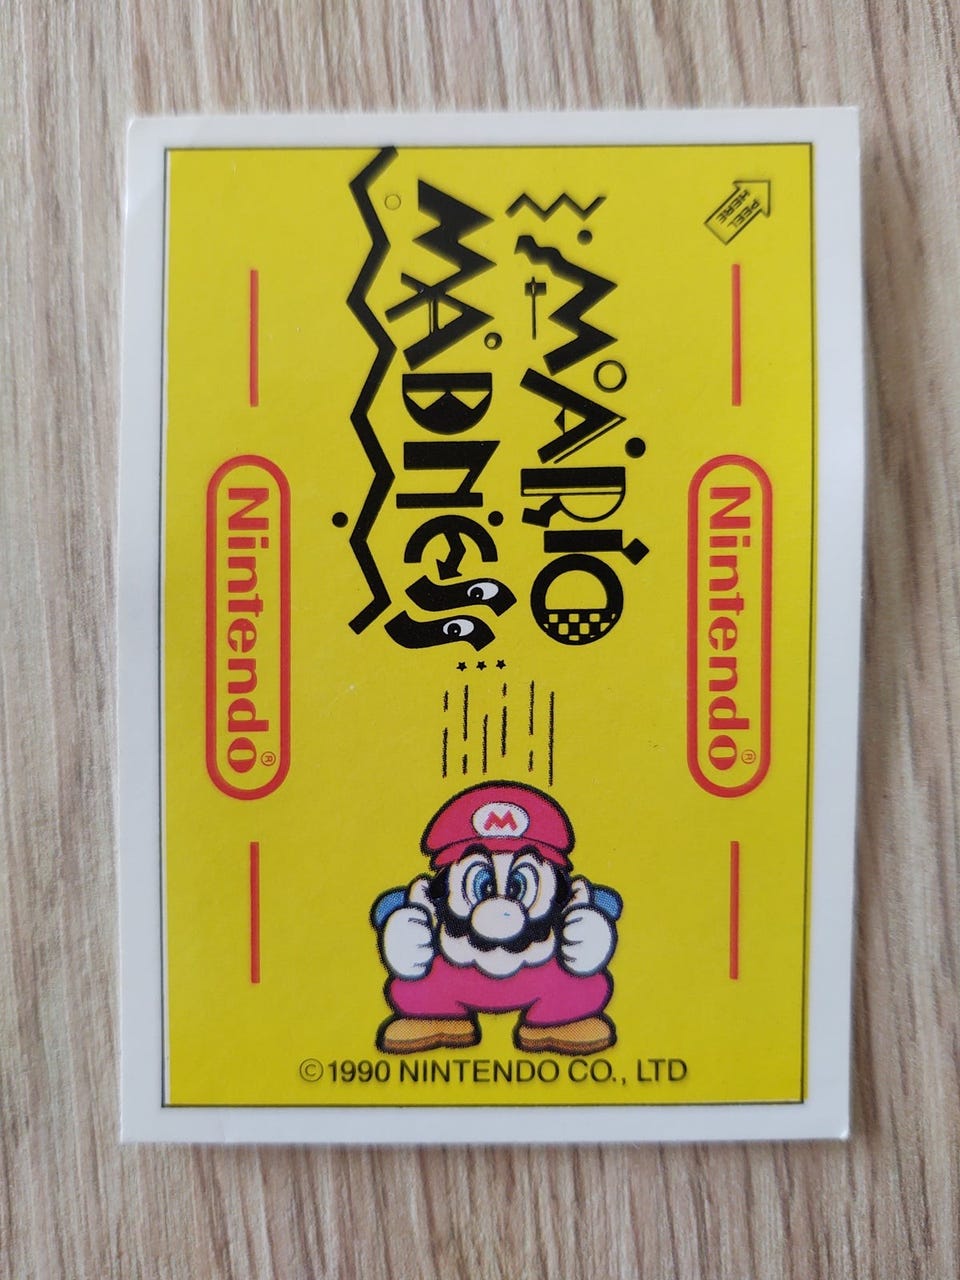 PEEL
HERE
MARIO
MADNESS
Nintendo®
Nintendo®
M
©1990 NINTENDO CO., LTD